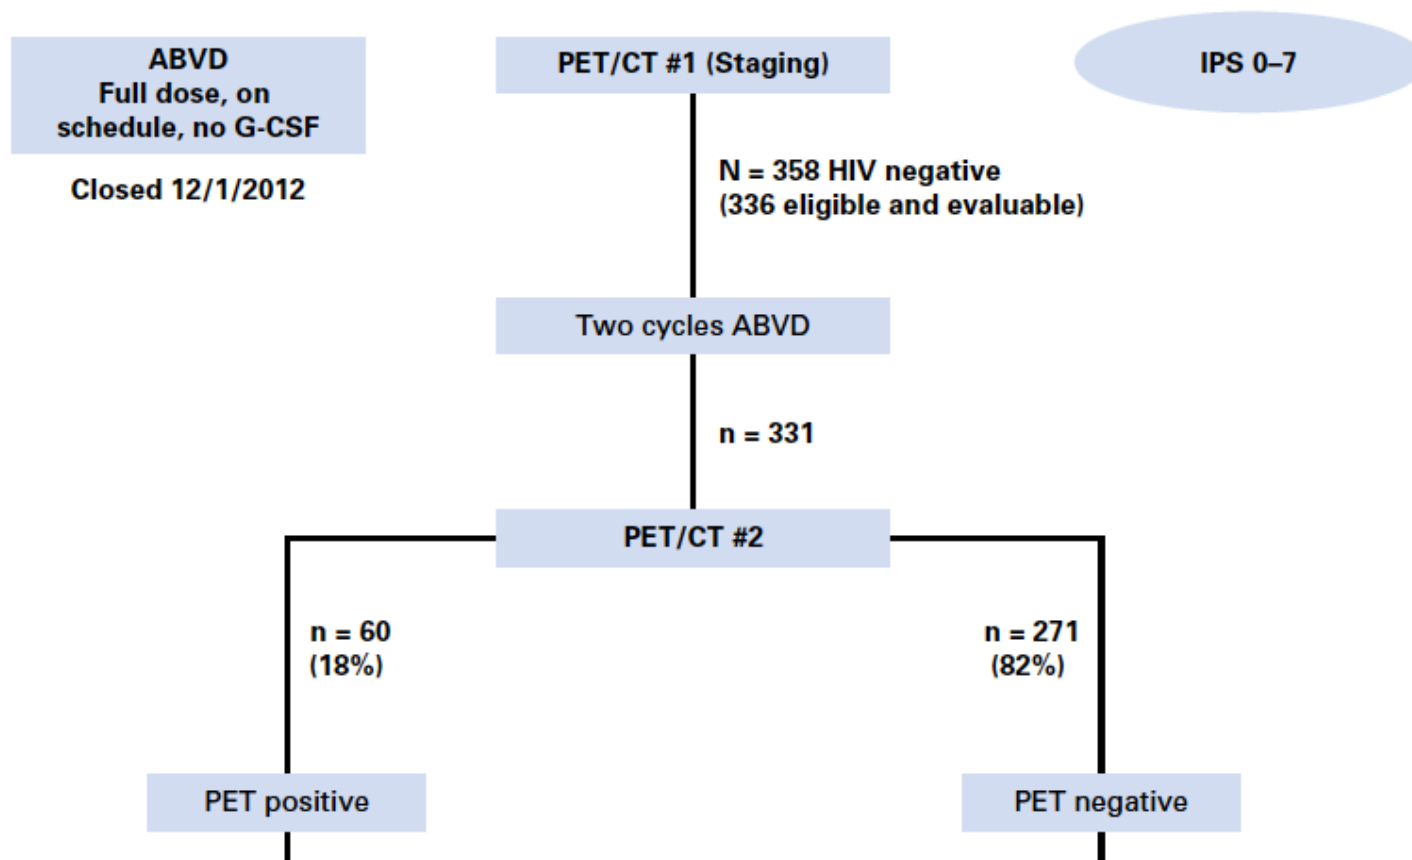 ABVD
Full dose, on
schedule, no G-CSF
Closed 12/1/2012
PET/CT #1 (Staging)
IPS 0–7
N = 358 HIV negative
(336 eligible and evaluable)
Two cycles ABVD
n = 331
PET/CT #2
n = 60
(18%)
n = 271
(82%)
PET positive
PET negative